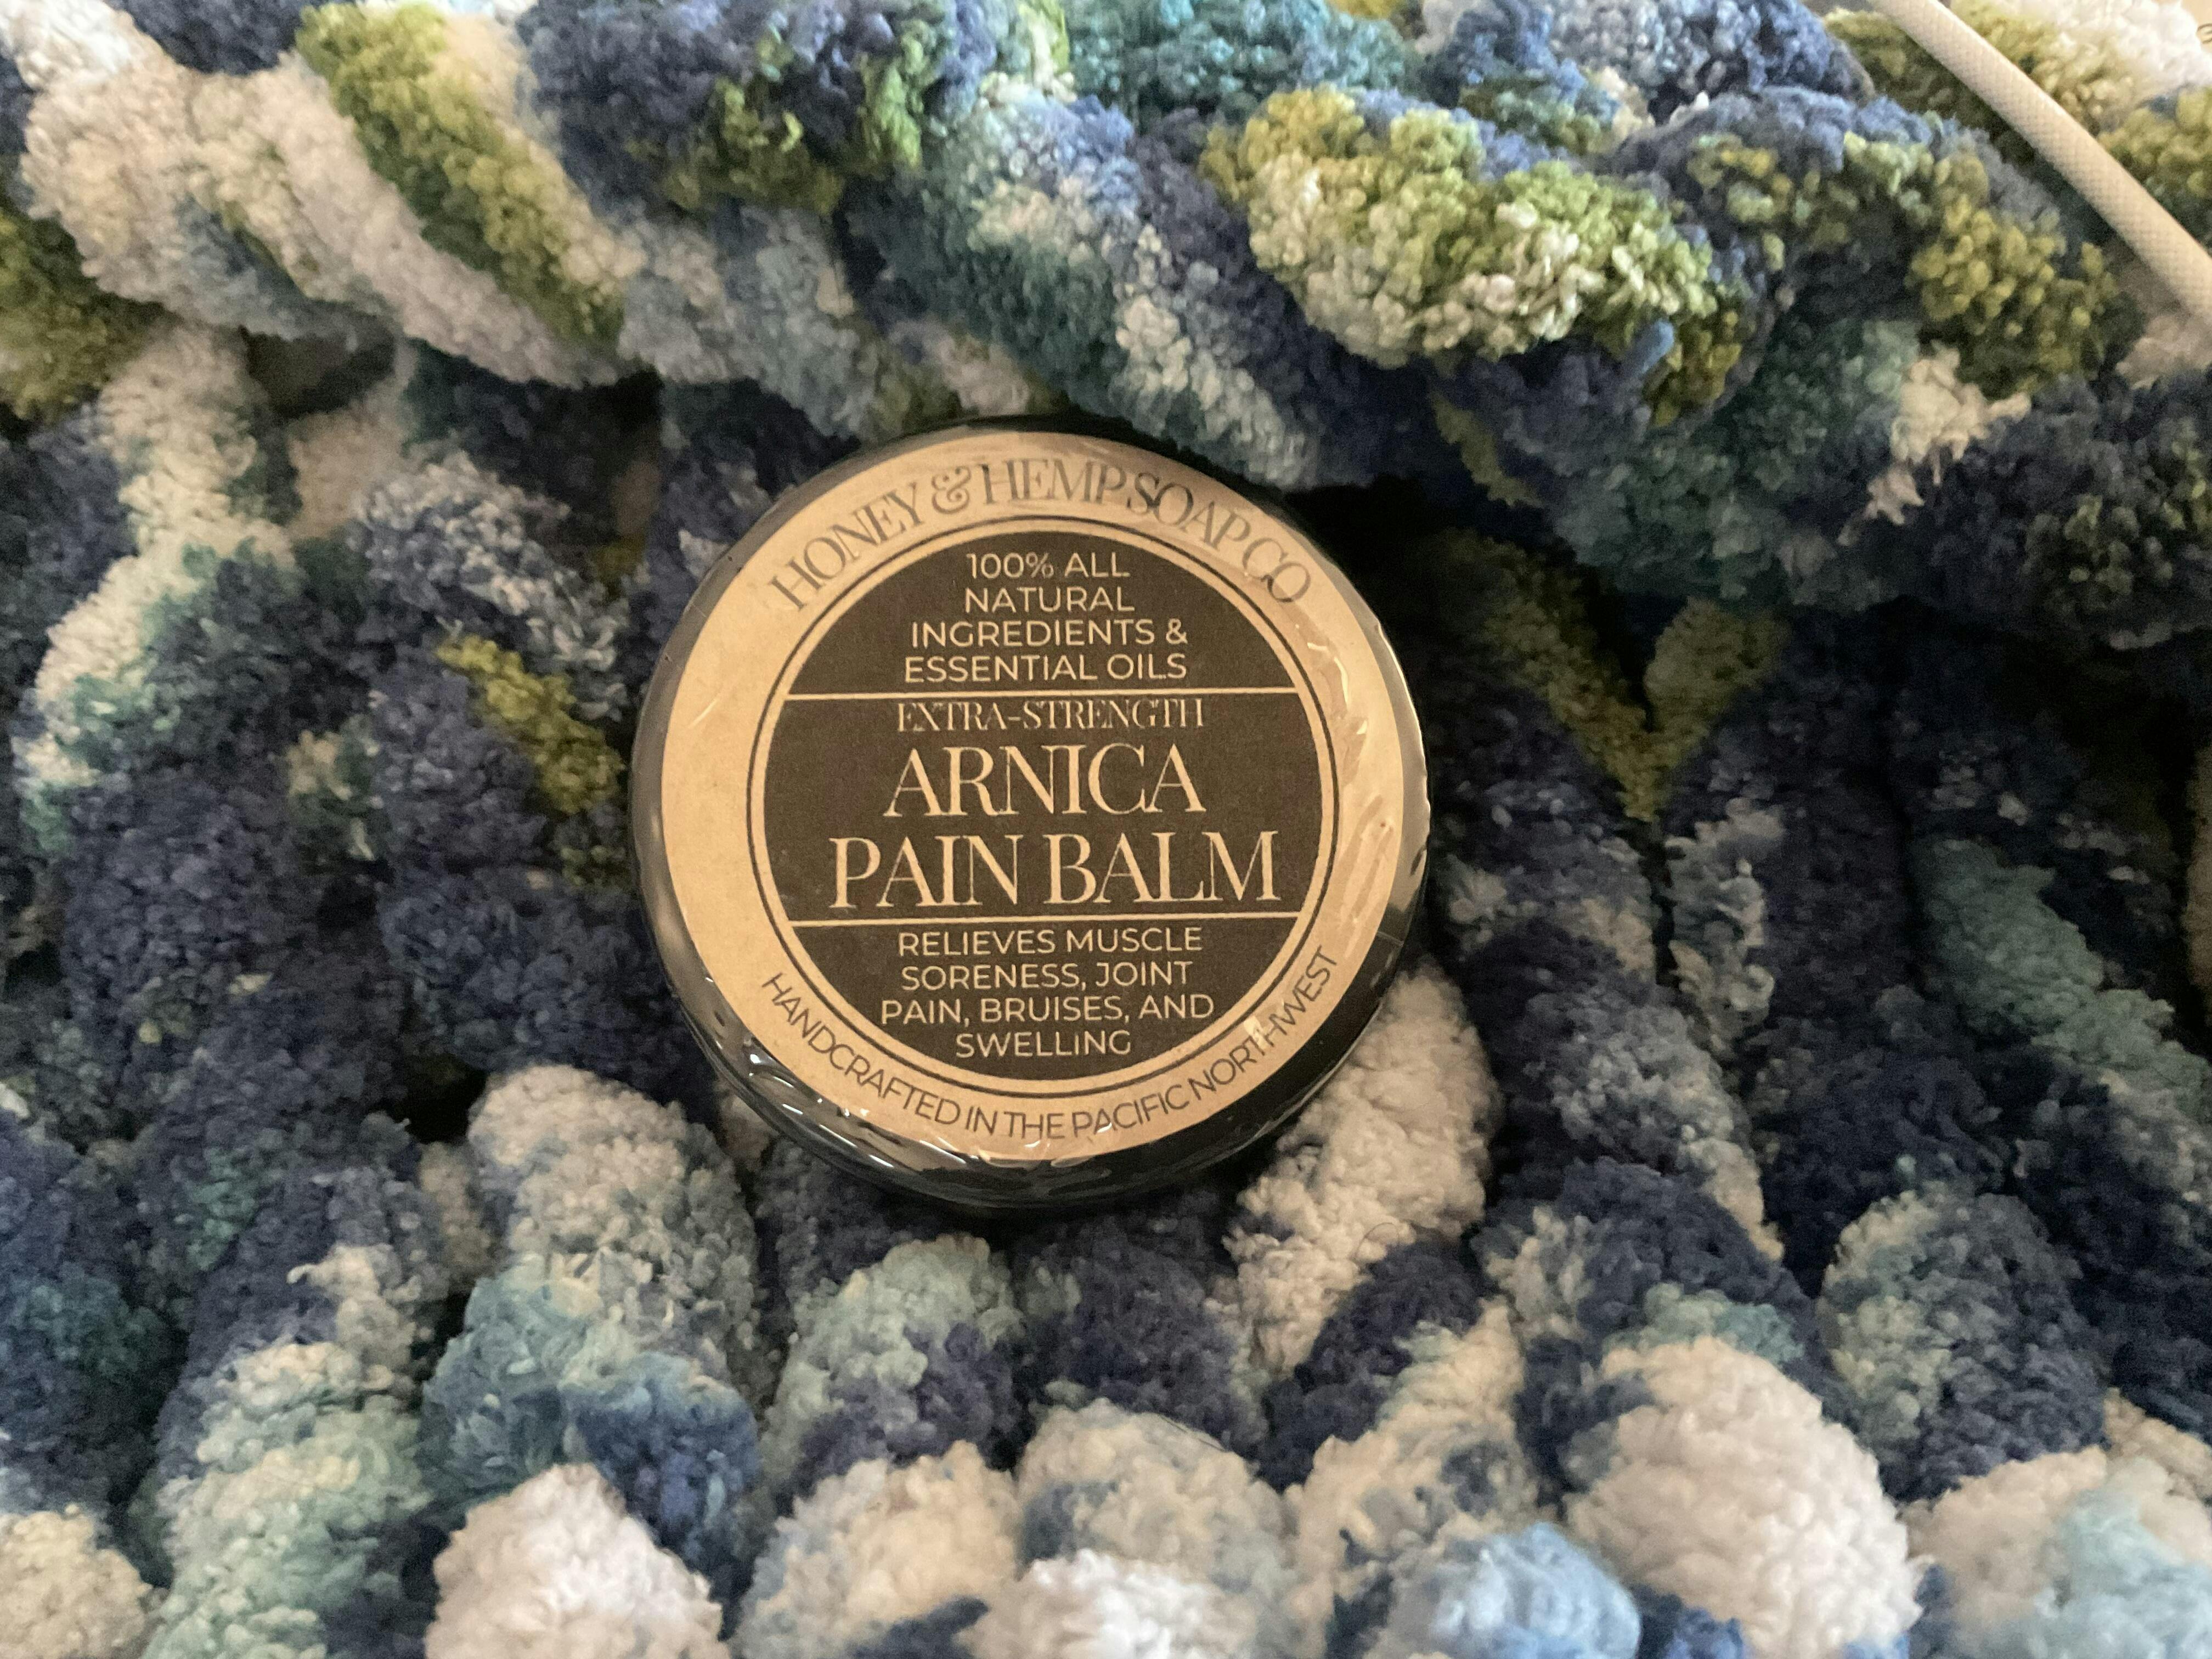 HONEY & HEMP SOAP CO
100% ALL
NATURAL
INGREDIENTS &
ESSENTIAL OILS
EXTRA-STRENGTH
ARNICA
PAIN BALM
RELIEVES MUSCLE
SORENESS, JOINT
PAIN, BRUISES, AND
SWELLING
HANDCRAFTED IN THE PACIFIC NORTHWEST